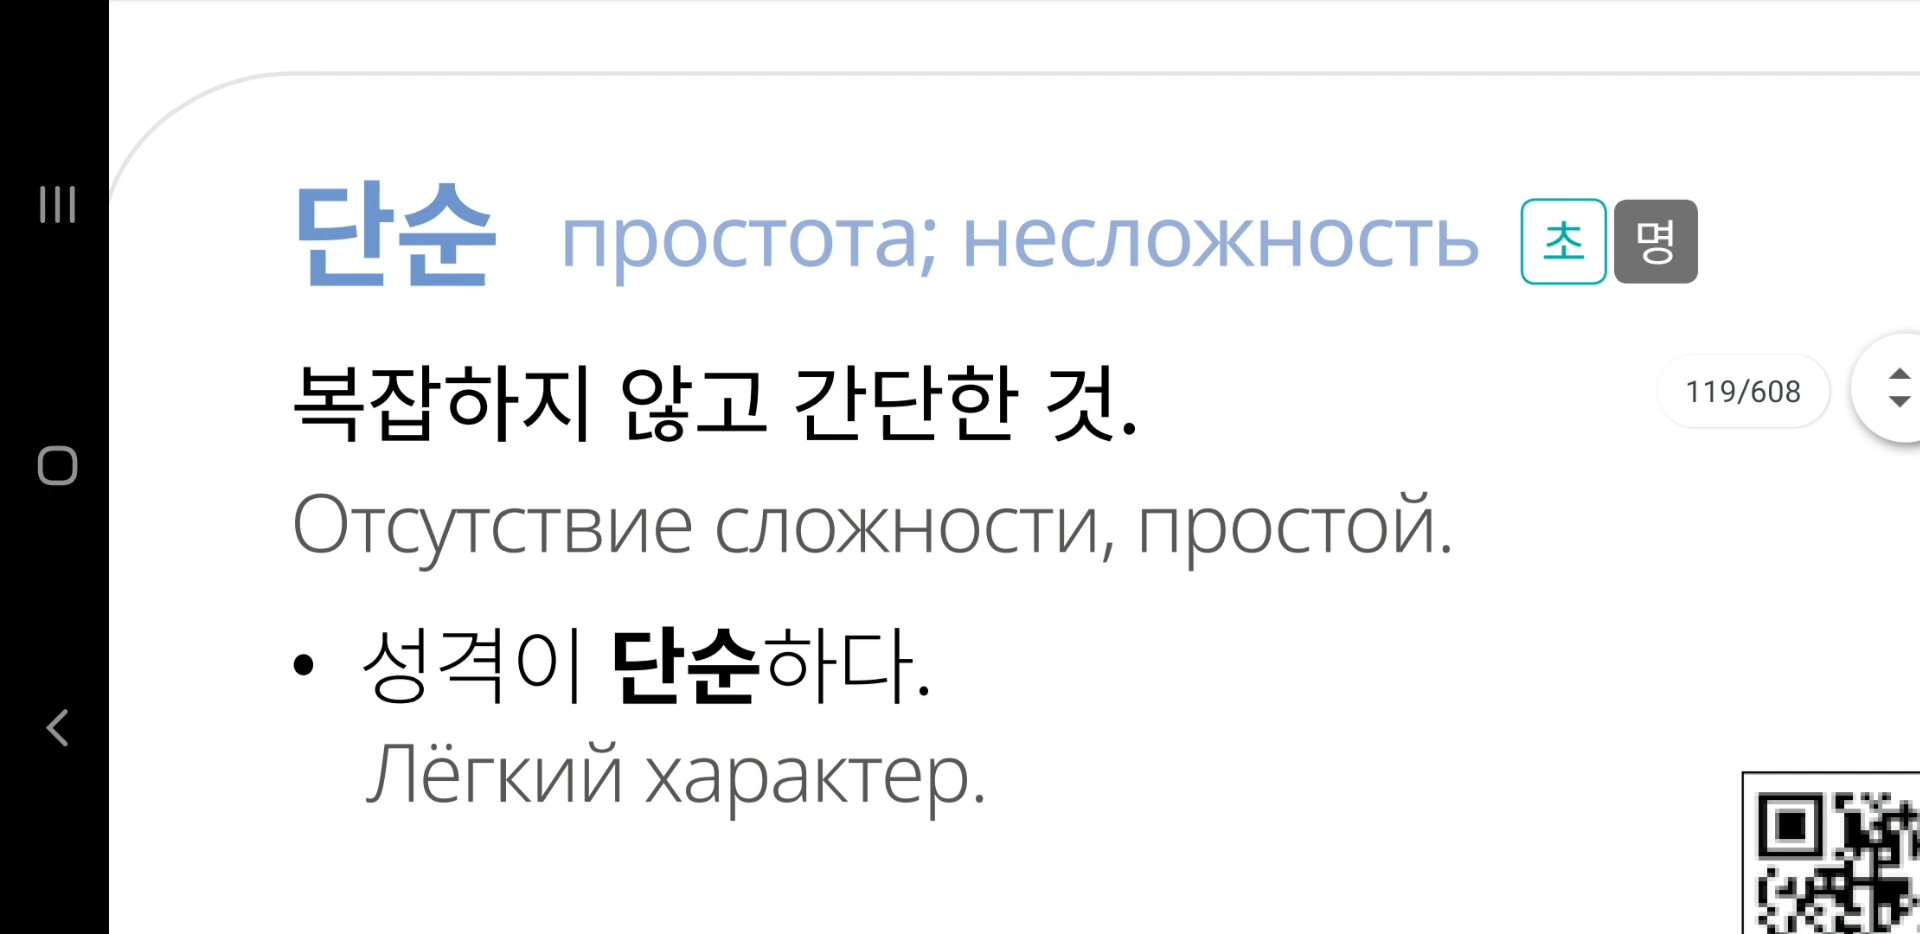 단순 простота; несложность 초 명
복잡하지 않고 간단한 것.
119/608
Отсутствие сложности, простой.
• 성격이 단순하다.
Лёгкий характер.